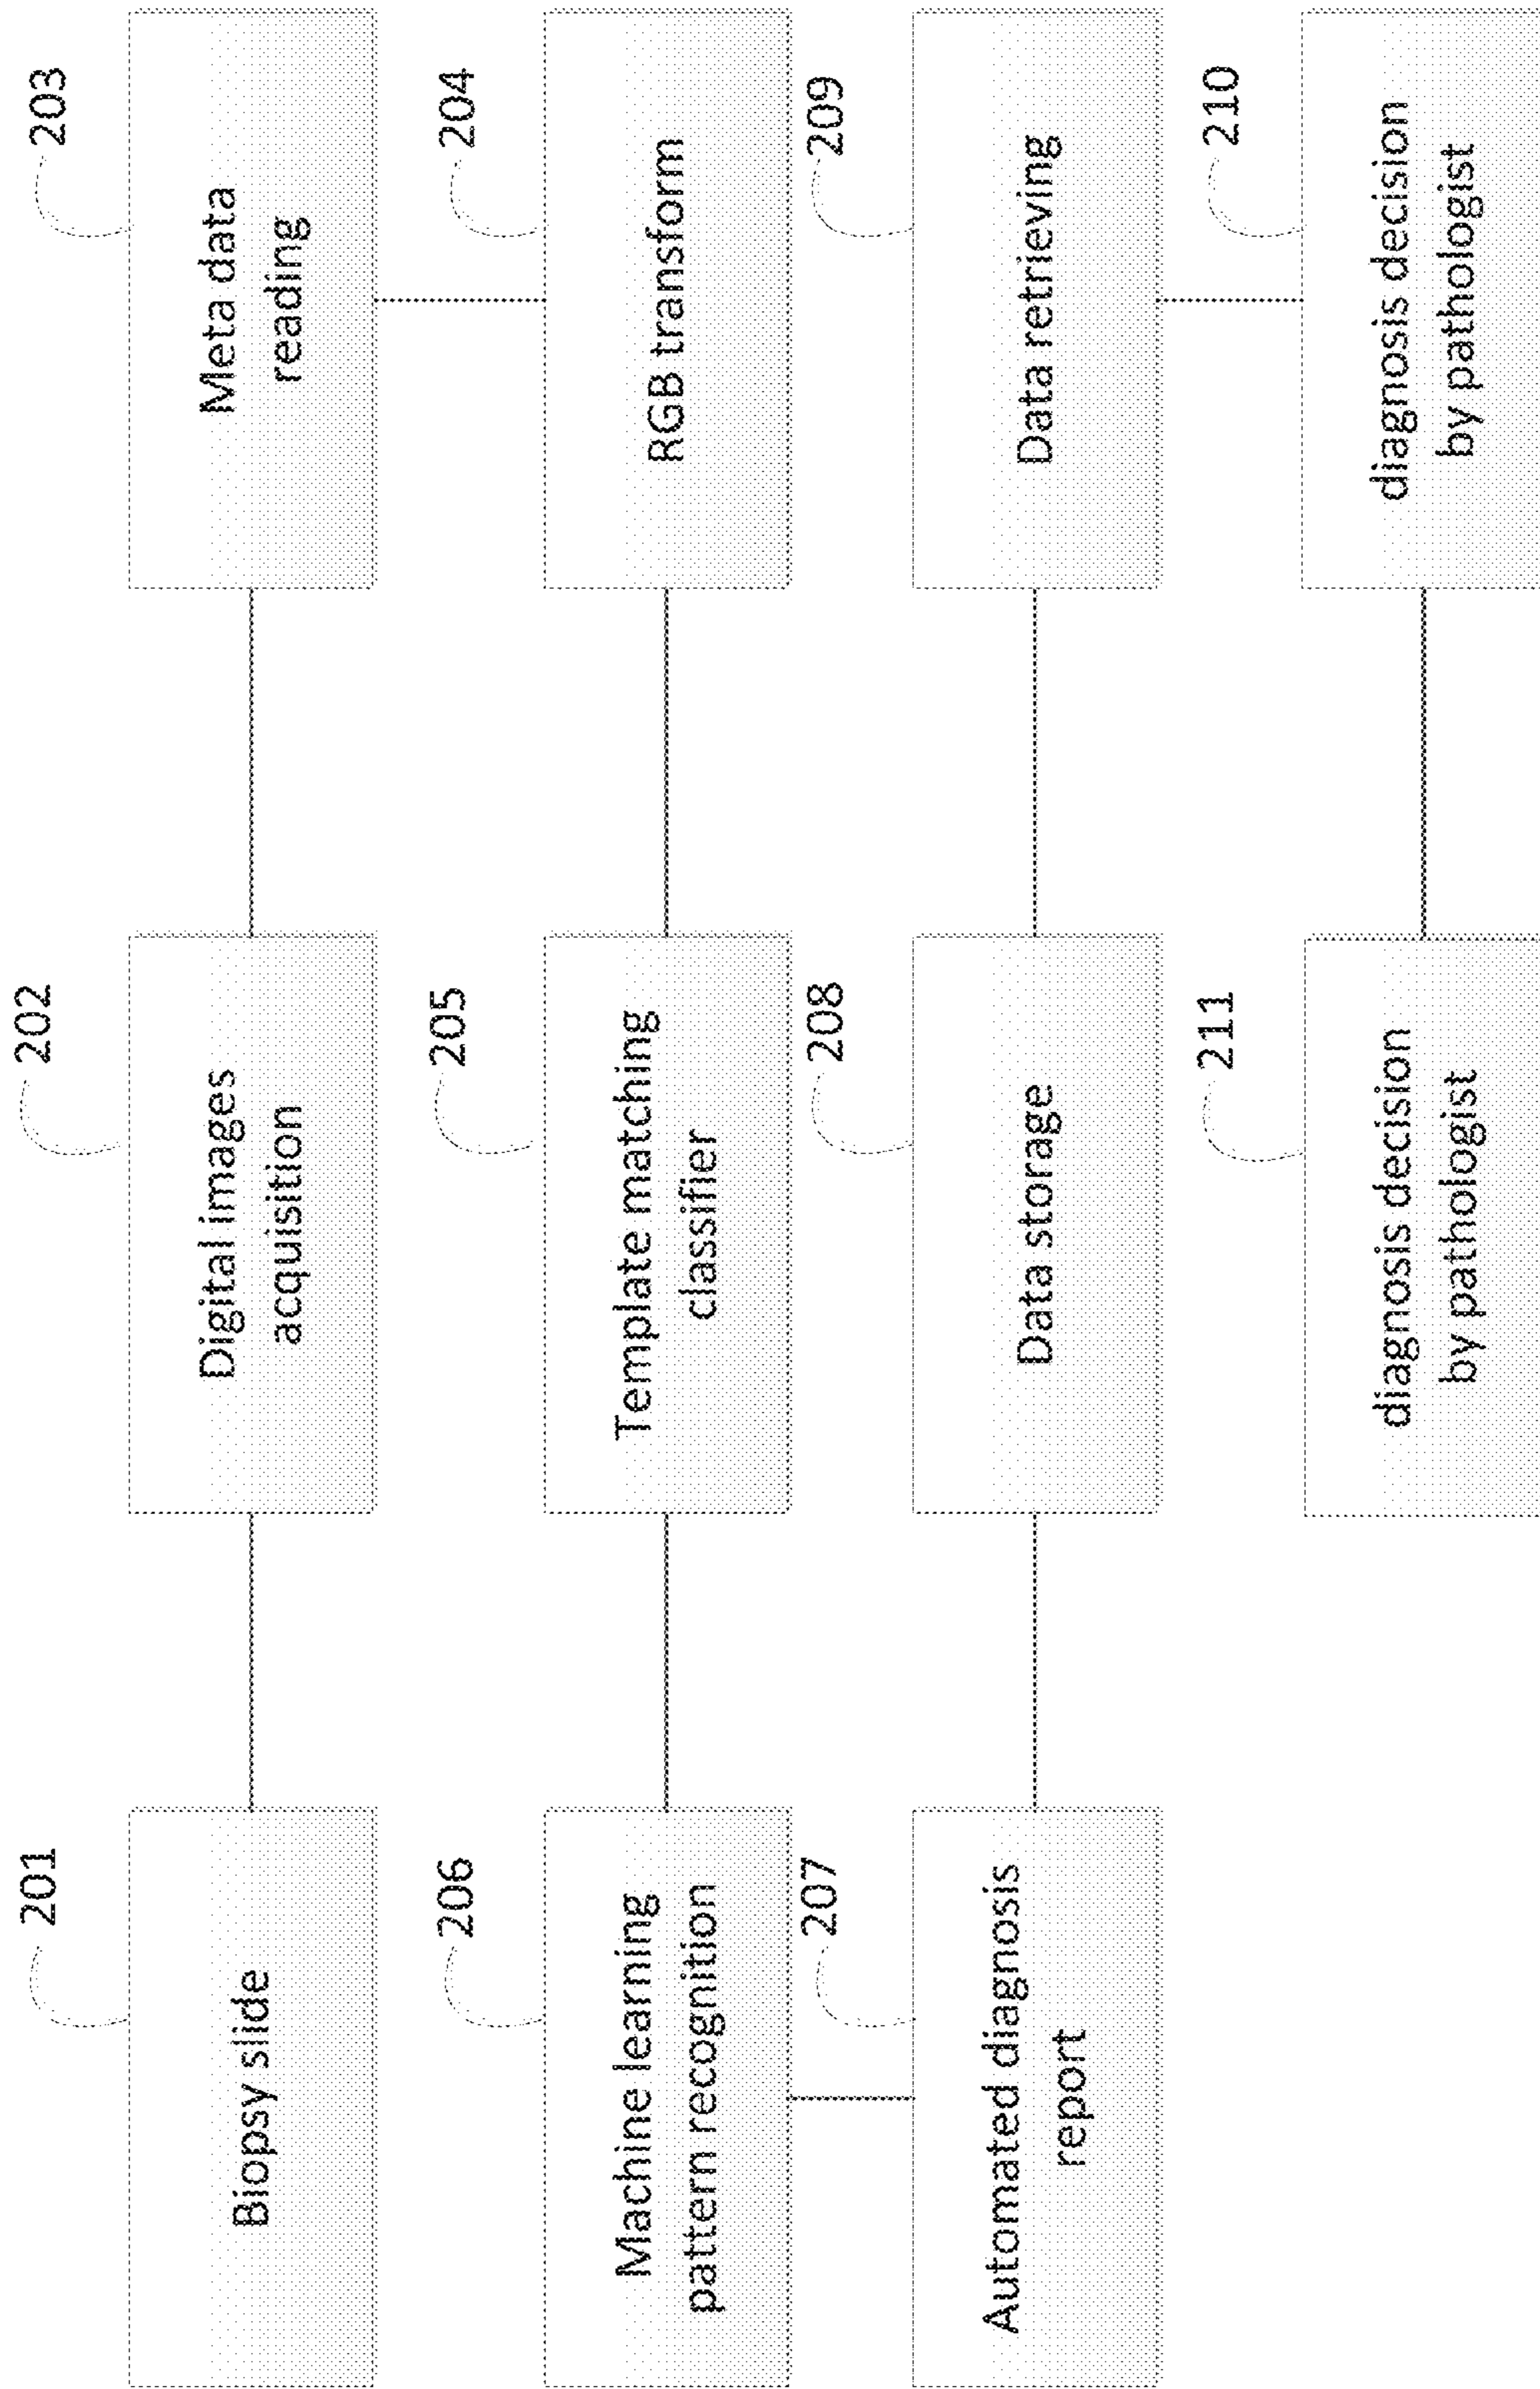 201
Biopsy slide
202
Digital images
acquisition
203
Meta data
reading
206
Machine learning
pattern recognition
205
Template matching
classifier
204
RGB transform
207
Automated diagnosis
report
208
Data storage
209
Data retrieving
211
diagnosis decision
by pathologist
210
diagnosis decision
by pathologist